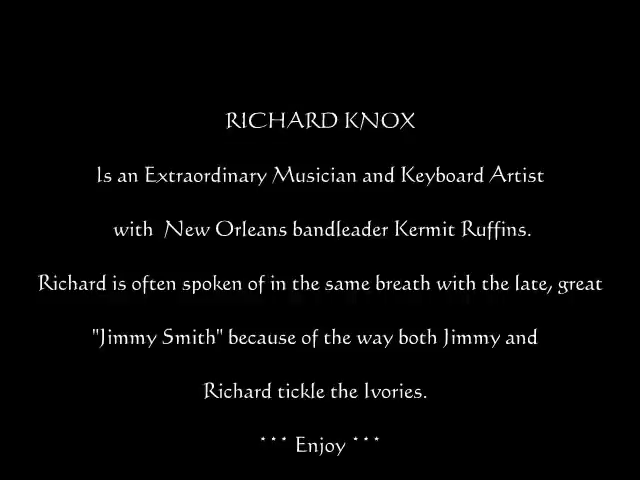 RICHARD KNOX
Is an Extraordinary Musician and Keyboard Artist
with New Orleans bandleader Kermit Ruffins.
Richard is often spoken of in the same breath with the late, great
"Jimmy Smith" because of the way both Jimmy and
Richard tickle the Ivories.
*** Enjoy ***